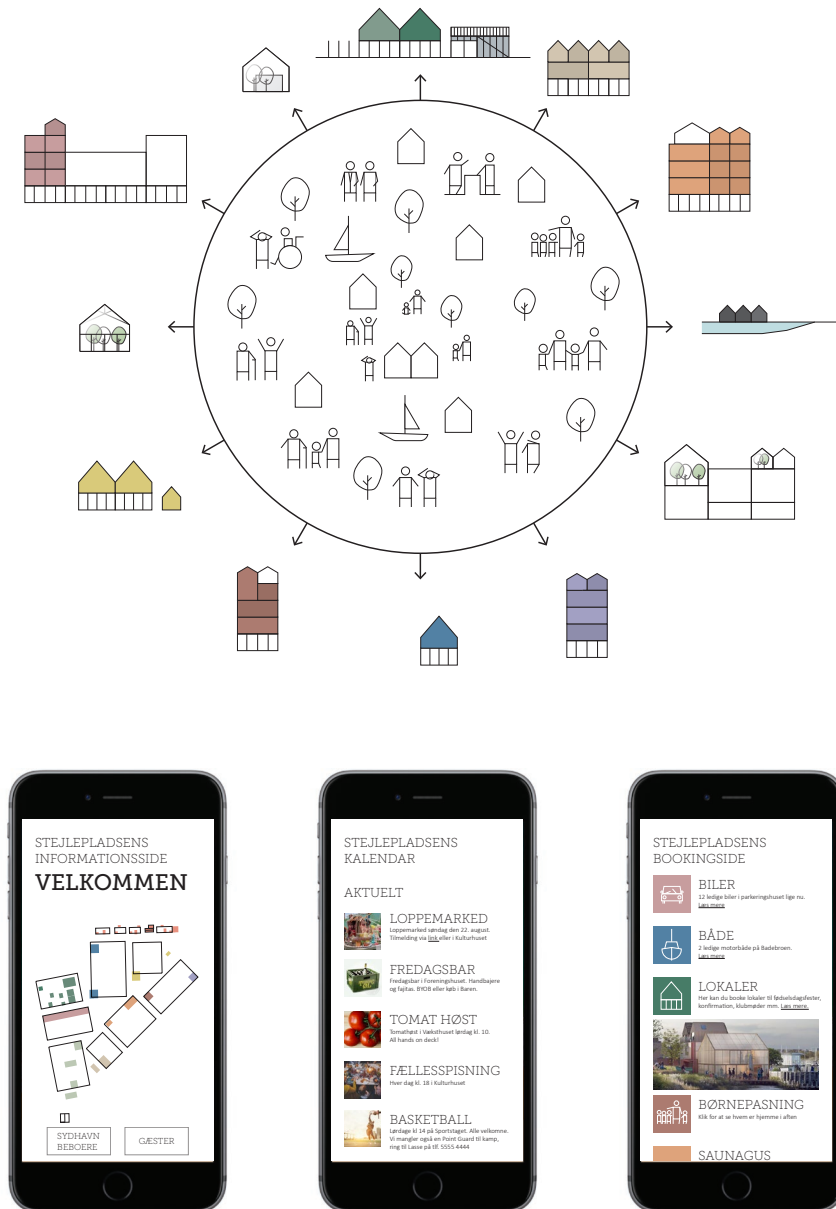 STEJLEPLADSENS
INFORMATIONSSIDE
VELKOMMEN
SYDHAVN
BEBOERE
GÆSTER
STEJLEPLADSENS
KALENDAR
AKTUELT
LOPPEMARKED
Loppemarked søndag den 22. august.
Tilmelding via link eller i Kulturhuset
FREDAGSBAR
Fredagsbar i Foreningshuset. Handbajere
og fajitas. BYOB eller køb i Baren.
TOMAT HØST
Tomathøst i Væksthuset lørdag kl. 10.
All hands on deck!
FÆLLESSPISNING
Hver dag kl. 18 i Kulturhuset
BASKETBALL
Lørdage kl 14 på Sportstaget. Alle velkomne.
Vi mangler også en Point Guard til kamp,
ring til Lasse på tlf. 5555 4444
STEJLEPLADSENS
BOOKINGSIDE
BILER
12 ledige biler i parkeringshuset lige nu.
Læs mere
BÅDE
2 ledige motorbåde på Badebroen.
Læs mere
LOKALER
Her kan du booke lokaler til fødselsdagsfester,
konfirmation, klubmøder mm. Læs mere.
BØRNEPASNING
Klik for at se hvem er hjemme i aften
SAUNAGUS